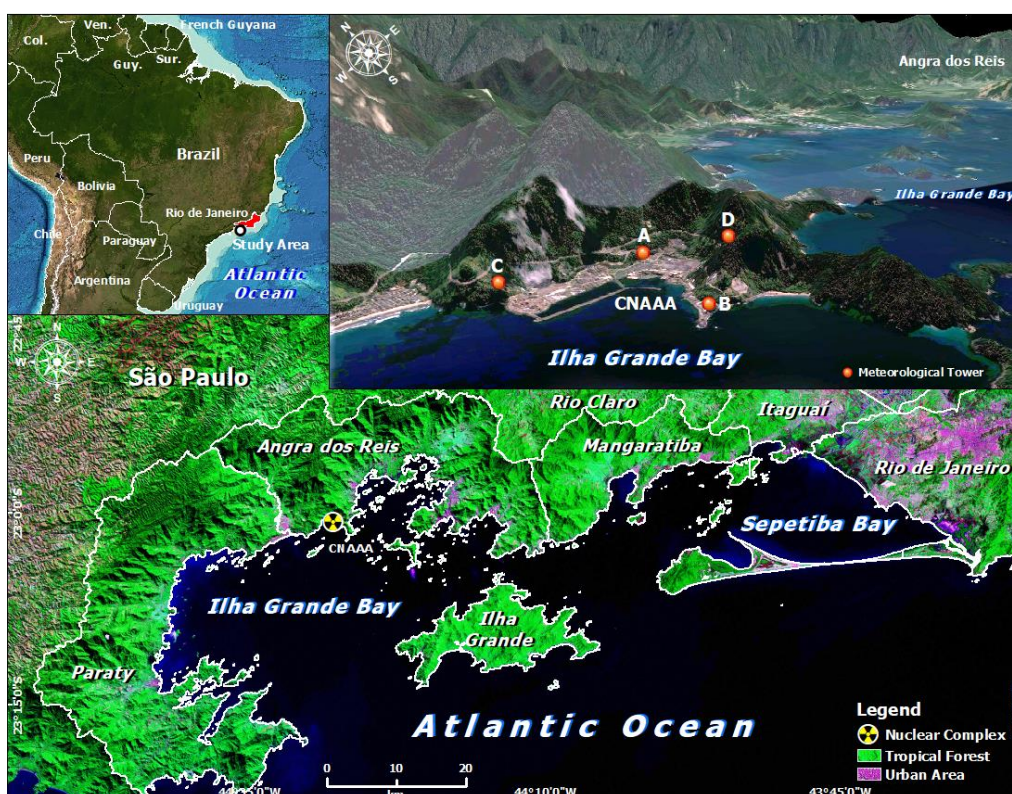 Ven.
French Guyana
Col.
Guy.
Sur.
Peru
Brazil
Bolivia
Rio de Janeiro
Chile
Paraguay
Study Area
Argentina
Atlantic
Ocean
Uruguay
N
E
W
S
Angra dos Reis
Ilha Grande Bay
D
A
C
CNAAA
B
Ilha Grande Bay
Meteorological Tower
22°45'
N
W
E
S
São Paulo
Rio Claro
Itaguaí
Angra dos Reis
Mangaratiba
Rio de Janeiro
23°0'0"S
CNAAA
Sepetiba Bay
Ilha Grande Bay
Ilha
Grande
Paraty
23°15'0"S
Atlantic Ocean
Legend
Nuclear Complex
Tropical Forest
Urban Area
0 10 20
km
44°10'0"W
43°45'0"W